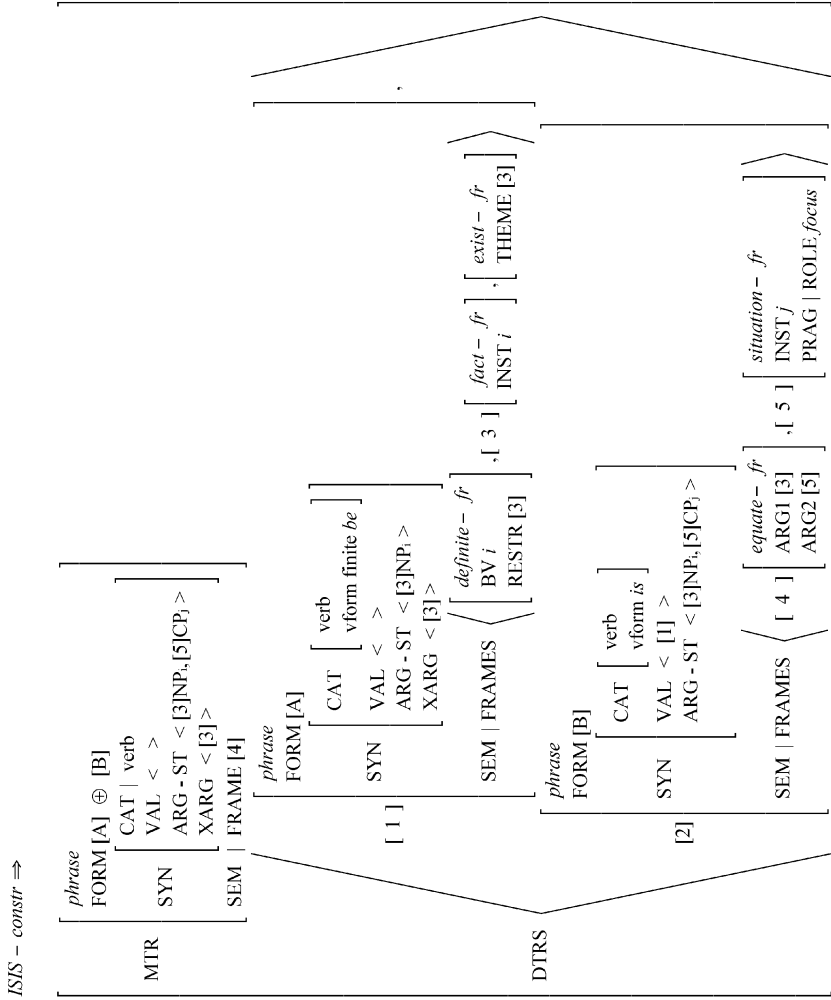 ISIS – constr ⇒
MTR
phrase
FORM [A] ⊕ [B]
SYN
CAT | verb
VAL < >
ARG - ST < [3]NPi, [5]CPj >
XARG < [3] >
SEM | FRAME [4]
DTRS
[ 1 ]
phrase
FORM [A]
SYN
CAT
verb
vform finite be
VAL < >
ARG - ST < [3]NPi >
XARG < [3] >
SEM | FRAMES
definite – fr
BV i
RESTR [3]
,[ 3 ]
fact – fr
INST i
,
exist – fr
THEME [3]
,
[2]
phrase
FORM [B]
SYN
CAT
verb
vform is
VAL < [1] >
ARG - ST < [3]NPi, [5]CPj >
SEM | FRAMES
[ 4 ]
equate – fr
ARG1 [3]
ARG2 [5]
,[ 5 ]
situation – fr
INST j
PRAG | ROLE focus